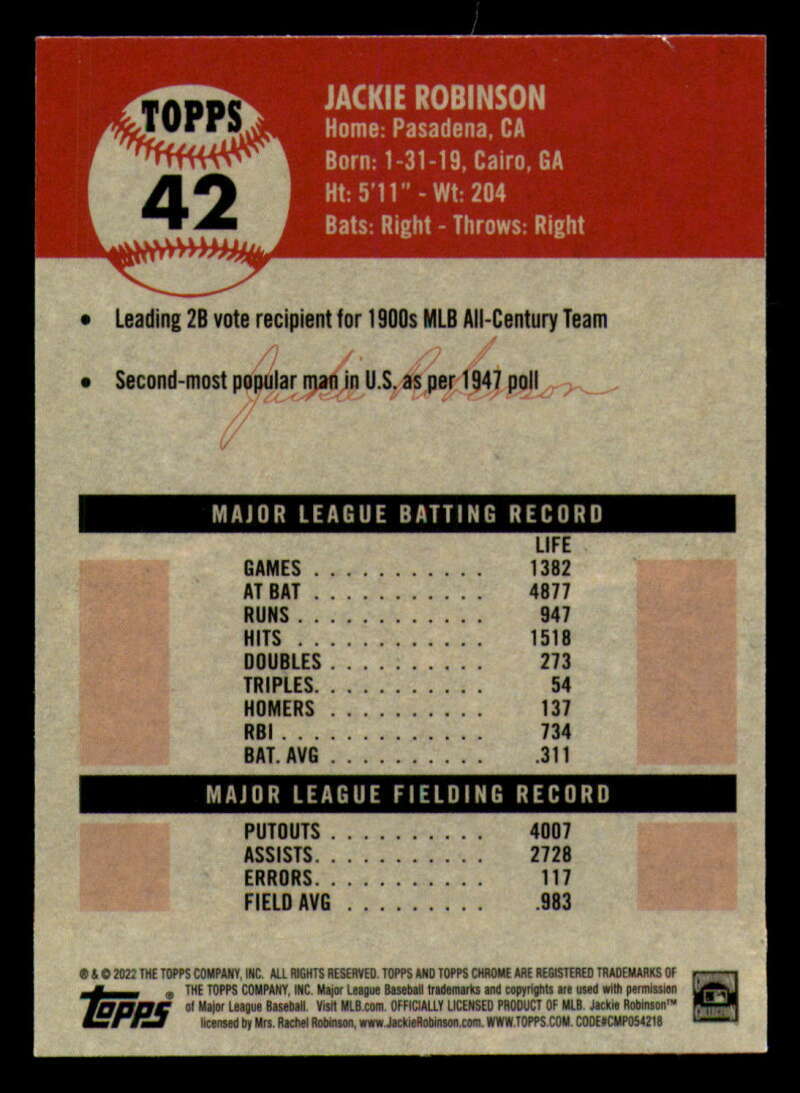 TOPPS
42
JACKIE ROBINSON
Home: Pasadena, CA
Born: 1-31-19, Cairo, GA
Ht: 5'11" - Wt: 204
Bats: Right - Throws: Right
• Leading 2B vote recipient for 1900s MLB All-Century Team
• Second-most popular man in U.S. as per 1947 poll
Jackie Robinson
MAJOR LEAGUE BATTING RECORD
LIFE
GAMES . . . . . . . . . . . 1382
AT BAT . . . . . . . . . . . 4877
RUNS . . . . . . . . . . . . 947
HITS . . . . . . . . . . . . 1518
DOUBLES . . . . . . . . . . 273
TRIPLES. . . . . . . . . . . 54
HOMERS . . . . . . . . . . 137
RBI . . . . . . . . . . . . . 734
BAT. AVG . . . . . . . . . . .311
MAJOR LEAGUE FIELDING RECORD
PUTOUTS . . . . . . . . . . 4007
ASSISTS. . . . . . . . . . . 2728
ERRORS. . . . . . . . . . . 117
FIELD AVG . . . . . . . . . .983
® & © 2022 THE TOPPS COMPANY, INC. ALL RIGHTS RESERVED. TOPPS AND TOPPS CHROME ARE REGISTERED TRADEMARKS OF
THE TOPPS COMPANY, INC. Major League Baseball trademarks and copyrights are used with permission
of Major League Baseball. Visit MLB.com. OFFICIALLY LICENSED PRODUCT OF MLB. Jackie Robinson™
licensed by Mrs. Rachel Robinson, www.JackieRobinson.com. WWW.TOPPS.COM. CODE#CMP054218
Topps®
COOPERSTOWN
COLLECTION